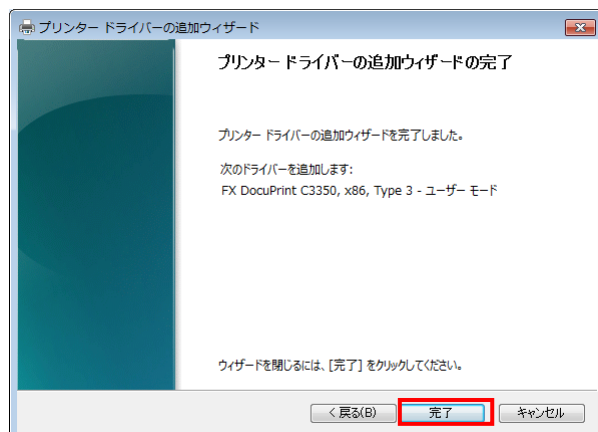 プリンター ドライバーの追加ウィザード
プリンター ドライバーの追加ウィザードの完了
プリンター ドライバーの追加ウィザードを完了しました。
次のドライバーを追加します:
FX DocuPrint C3350, x86, Type 3 - ユーザー モード
ウィザードを閉じるには、[完了] をクリックしてください。
< 戻る(B)
完了
キャンセル